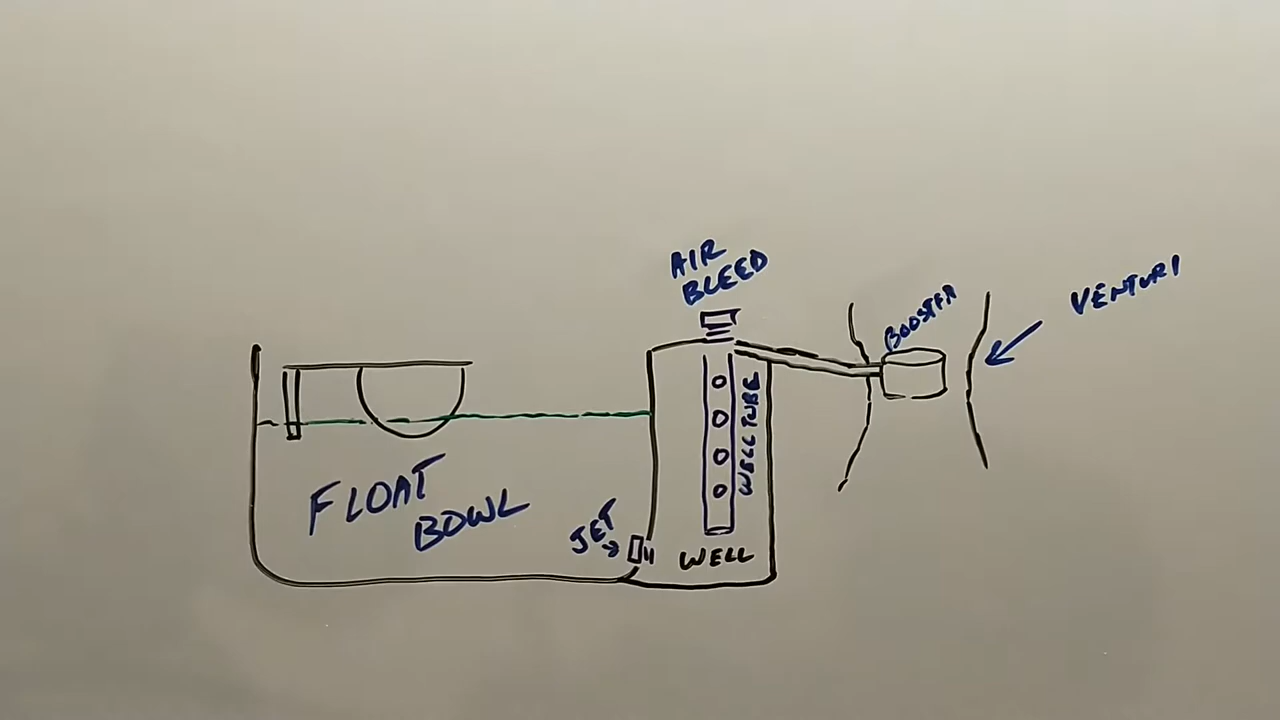 AIR
BLEED
VENTURI
BOOSTER
WELL TUBE
FLOAT
BOWL
JET
WELL